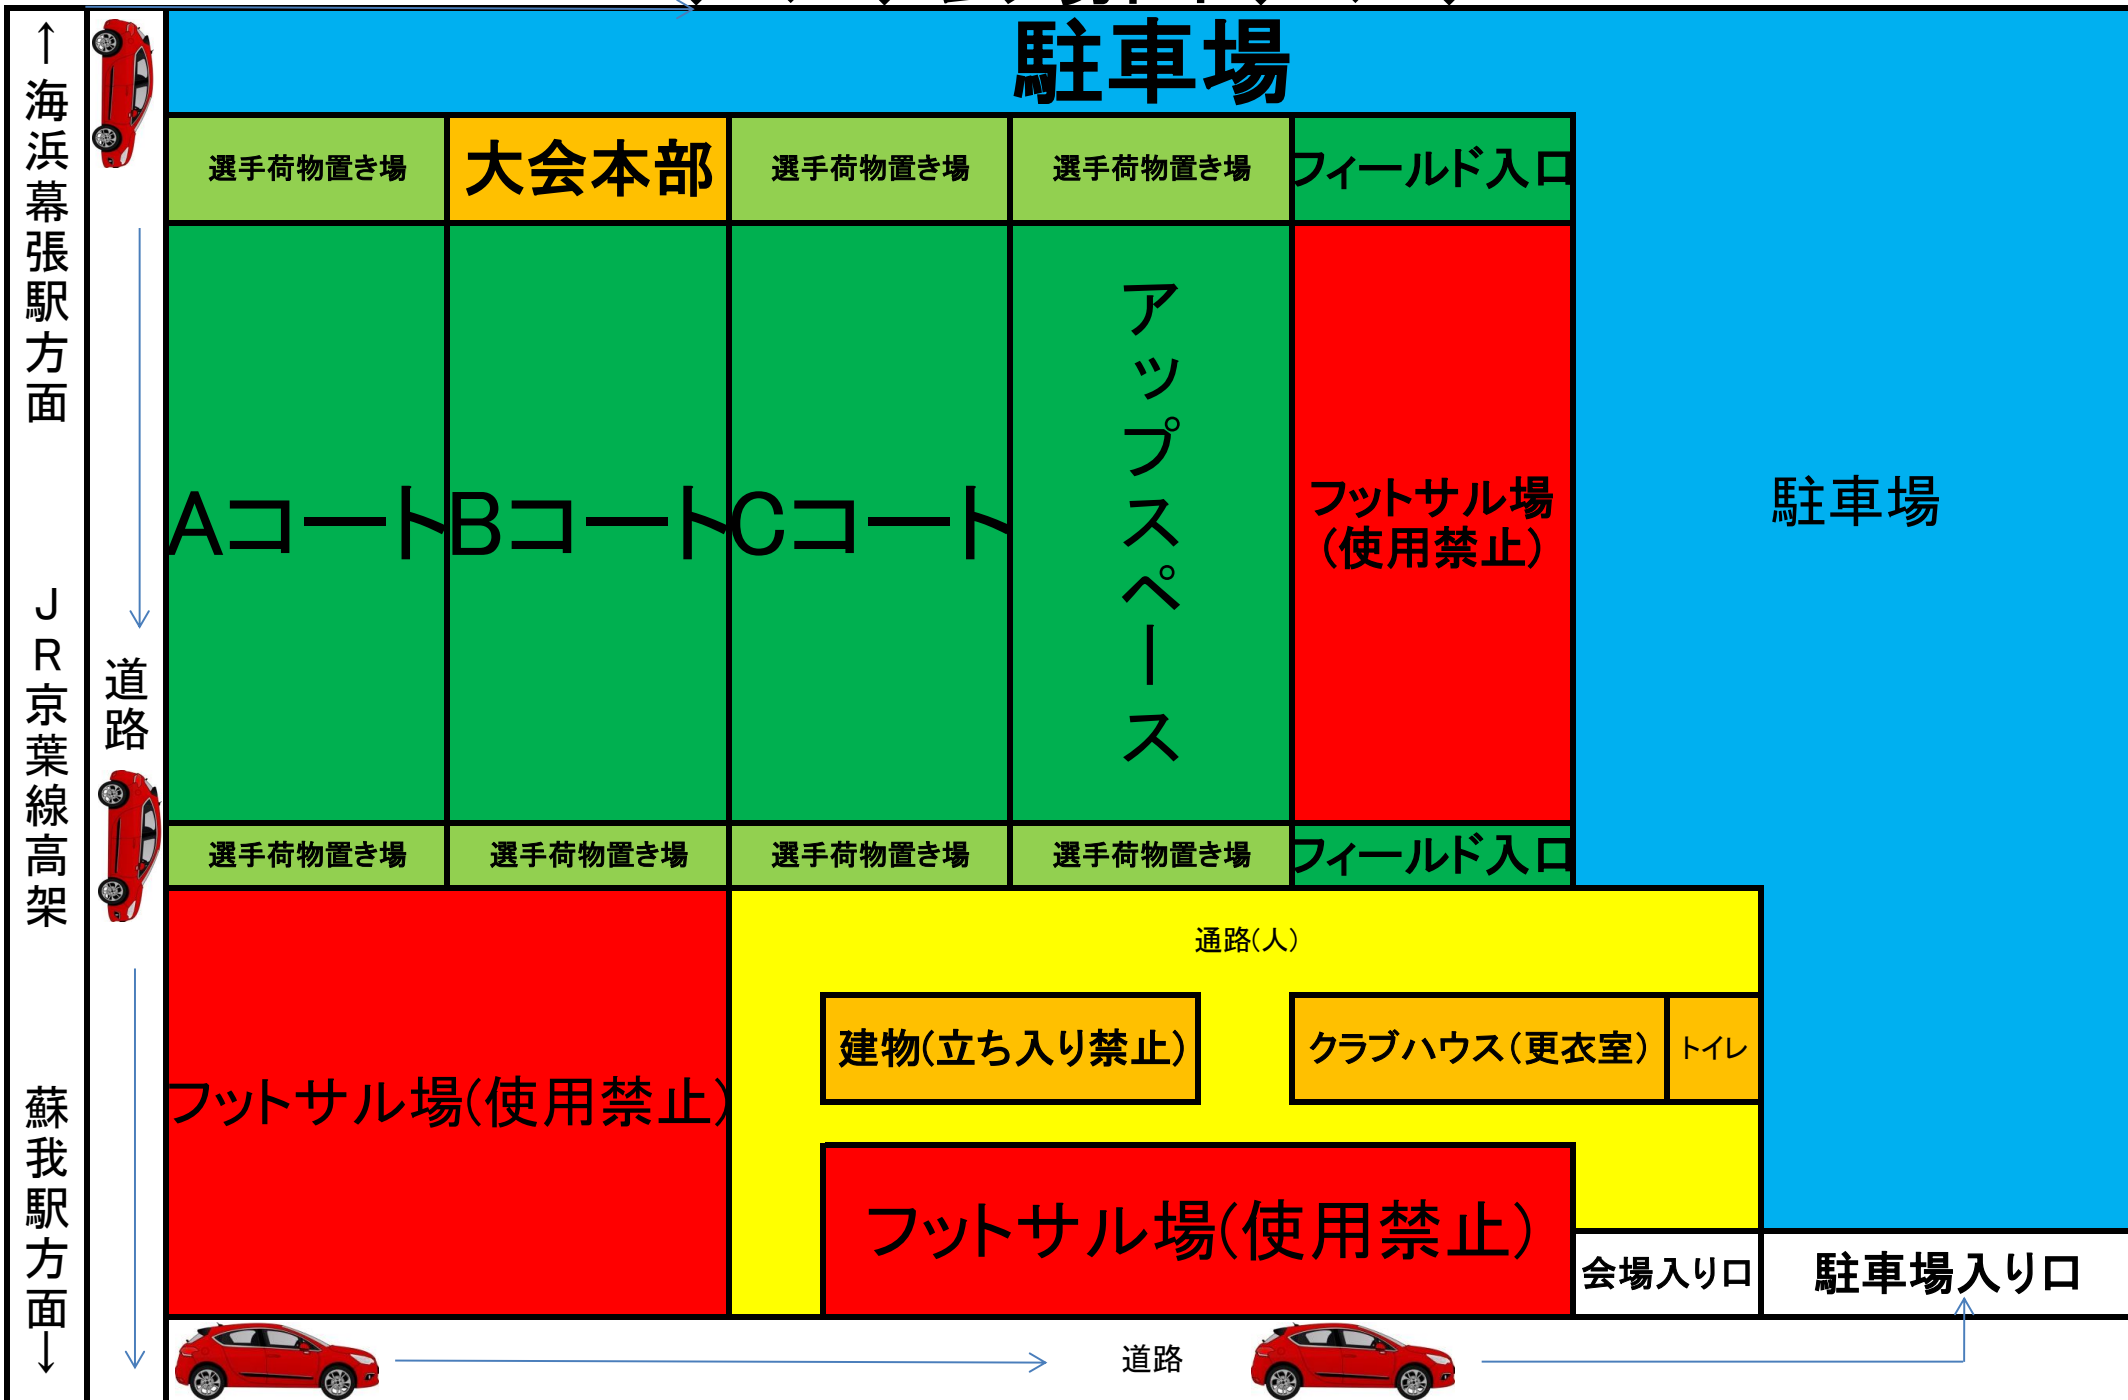 駐車場
↑海浜幕張駅方面
JR京葉線高架
蘇我駅方面↓
道路
選手荷物置き場
大会本部
選手荷物置き場
選手荷物置き場
フィールド入口
Aコート
Bコート
Cコート
アップスペース
フットサル場
(使用禁止)
駐車場
選手荷物置き場
選手荷物置き場
選手荷物置き場
選手荷物置き場
フィールド入口
通路(人)
建物(立ち入り禁止)
クラブハウス(更衣室)
トイレ
フットサル場(使用禁止)
フットサル場(使用禁止)
会場入り口
駐車場入り口
道路